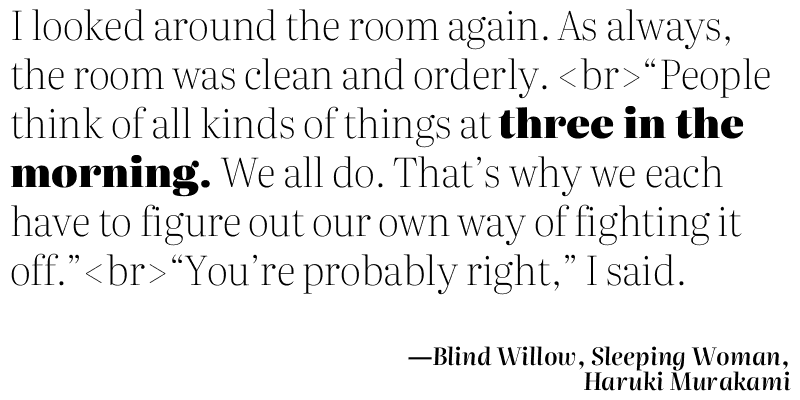 I looked around the room again. As always,
the room was clean and orderly. <br>“People
think of all kinds of things at three in the
morning. We all do. That’s why we each
have to figure out our own way of fighting it
off.”<br>“You’re probably right,” I said.
—Blind Willow, Sleeping Woman,
Haruki Murakami